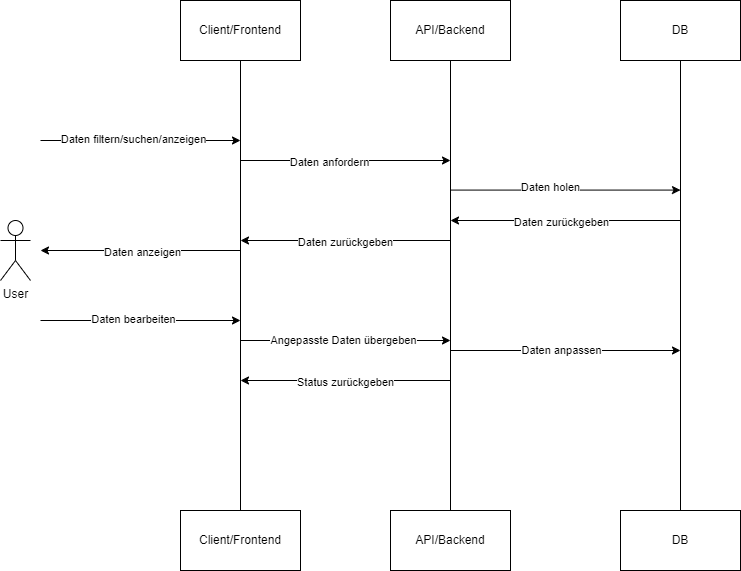 Client/Frontend
API/Backend
DB
Daten filtern/suchen/anzeigen
Daten anfordern
Daten holen
Daten zurückgeben
Daten zurückgeben
Daten anzeigen
User
Daten bearbeiten
Angepasste Daten übergeben
Daten anpassen
Status zurückgeben
Client/Frontend
API/Backend
DB